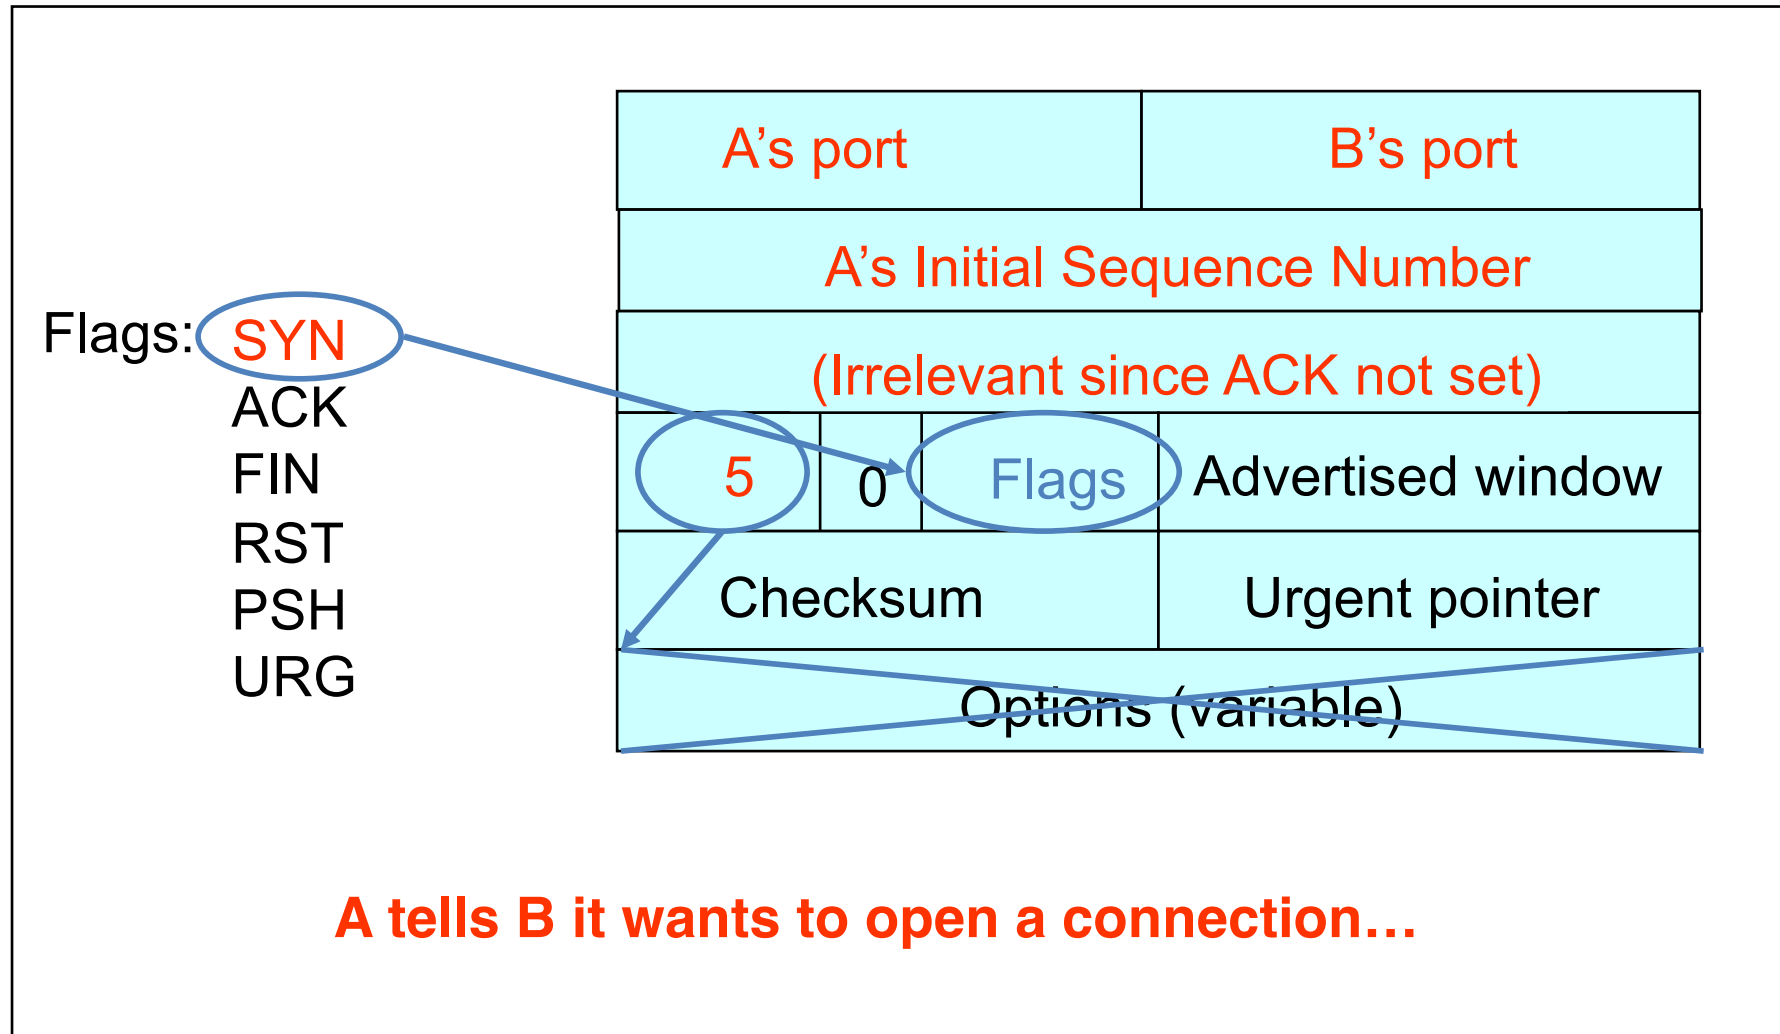 A’s port
B’s port
A’s Initial Sequence Number
(Irrelevant since ACK not set)
Flags: SYN
ACK
FIN
RST
PSH
URG
5
0
Flags
Advertised window
Checksum
Urgent pointer
Options (variable)
A tells B it wants to open a connection…